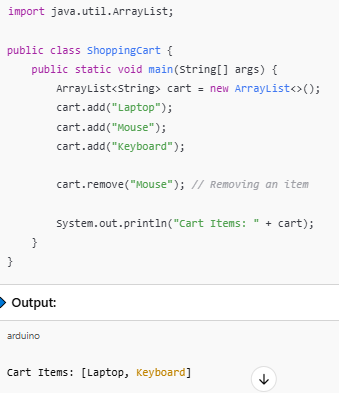 import java.util.ArrayList;
public class ShoppingCart {
    public static void main(String[] args) {
        ArrayList<String> cart = new ArrayList<>();
        cart.add("Laptop");
        cart.add("Mouse");
        cart.add("Keyboard");
        cart.remove("Mouse"); // Removing an item
        System.out.println("Cart Items: " + cart);
    }
}
Output:
arduino
Cart Items: [Laptop, Keyboard]